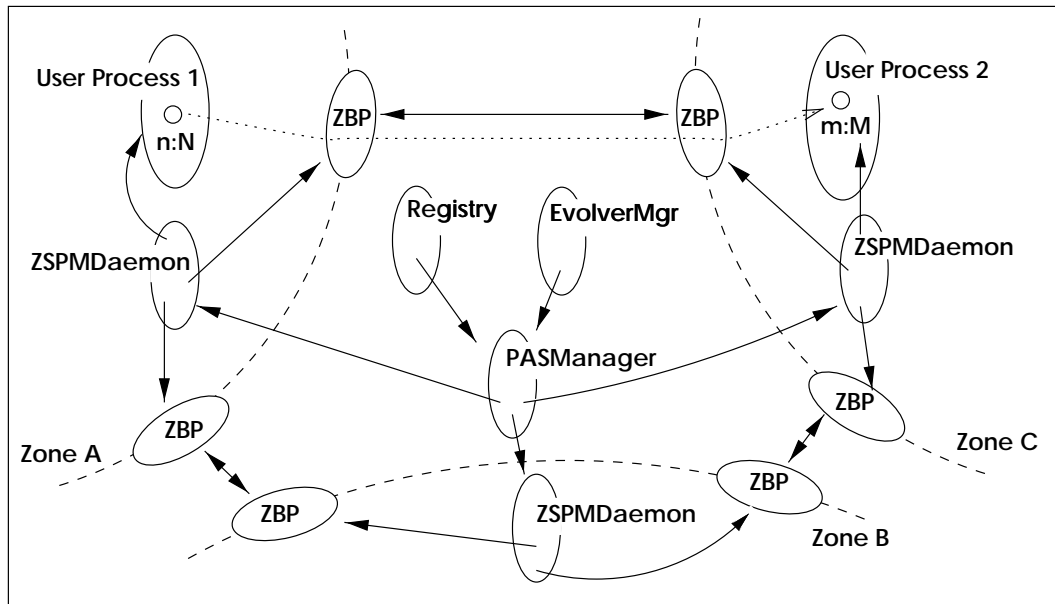 User Process 1
n:N
ZBP
ZBP
User Process 2
m:M
Registry
EvolverMgr
ZSPMDaemon
ZSPMDaemon
PASManager
ZBP
Zone A
ZBP
Zone C
ZBP
ZBP
ZSPMDaemon
Zone B